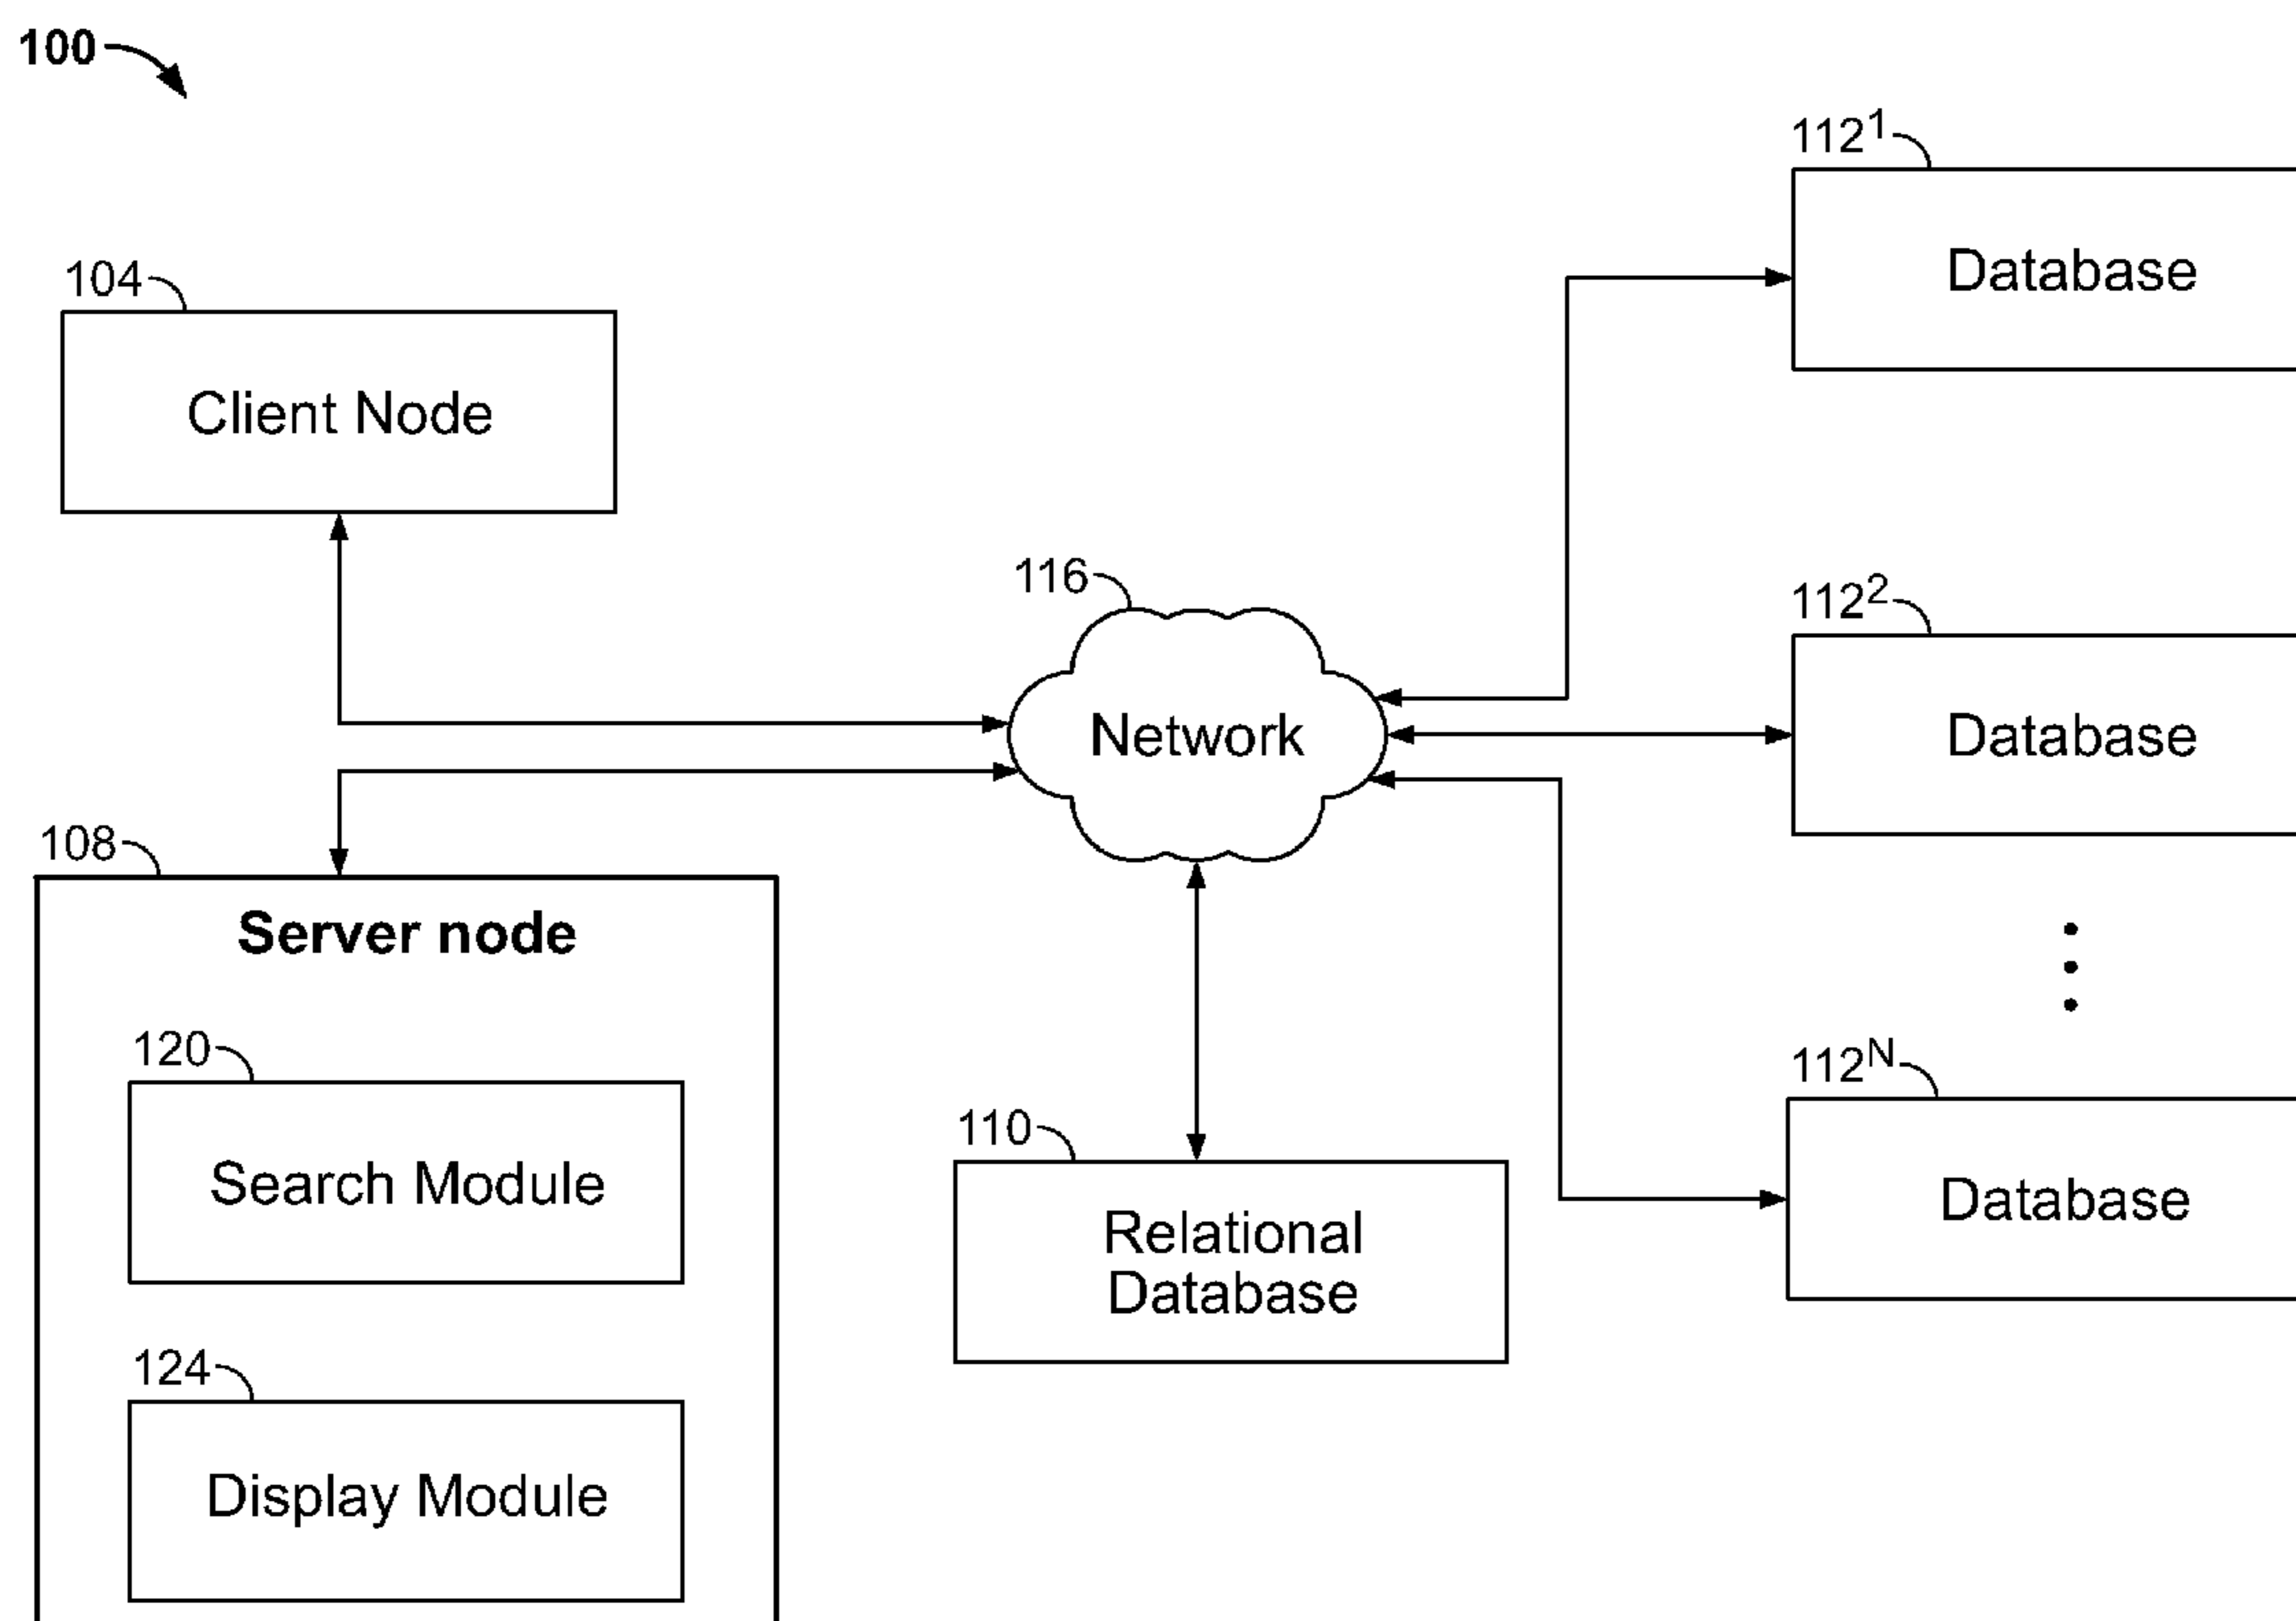 100
112¹
Database
104
Client Node
116
Network
112²
Database
108
Server node
120
Search Module
124
Display Module
110
Relational
Database
112ᴺ
Database